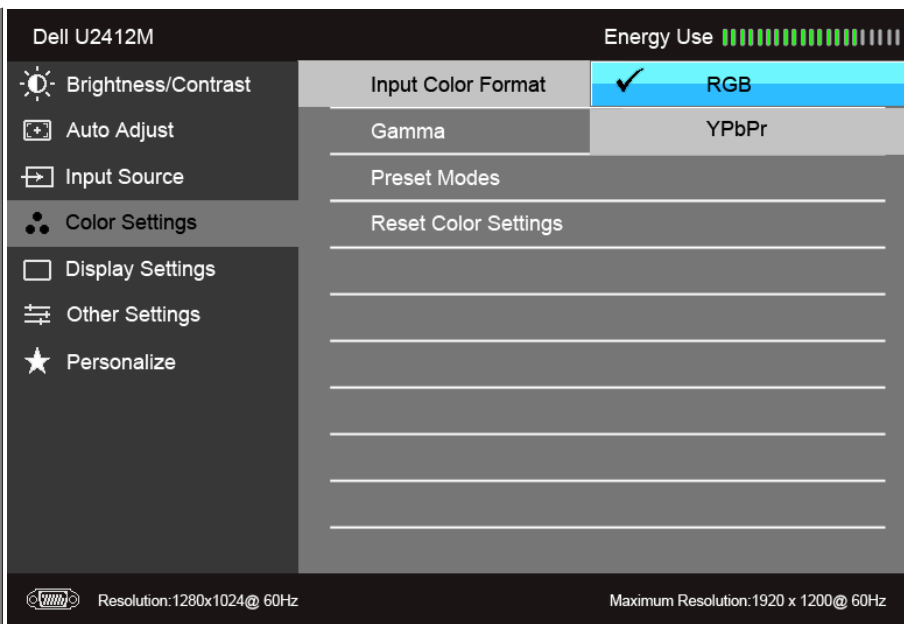 Dell U2412M
Energy Use
Brightness/Contrast
Auto Adjust
Input Source
Color Settings
Display Settings
Other Settings
Personalize
Input Color Format
Gamma
Preset Modes
Reset Color Settings
RGB
YPbPr
Resolution:1280x1024@ 60Hz
Maximum Resolution:1920 x 1200@ 60Hz